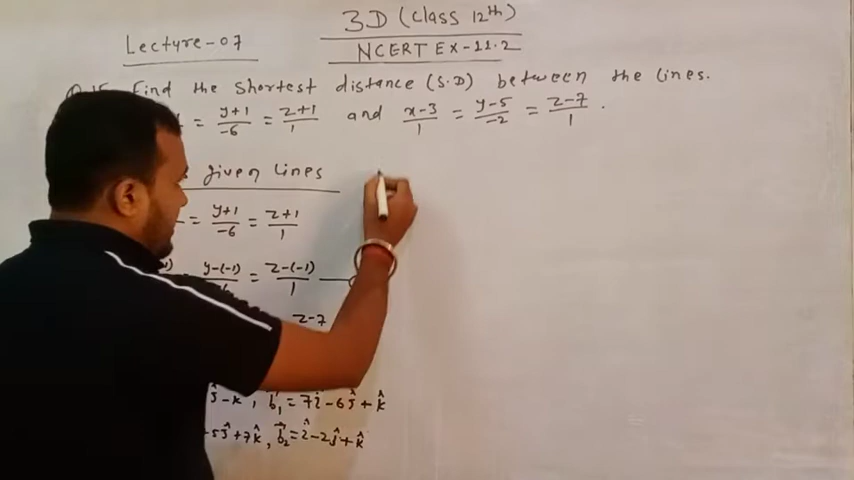 3D (Class 12th)
Lecture-07
NCERT EX-11.2
Find the shortest distance (S.D) between the lines.
= y+1/-6 = z+1/1 and x-3/1 = y-5/-2 = z-7/1 .
given lines
= y+1/-6 = z+1/1
y-(-1) = z-(-1)/1
z-7
ĵ-k̂, b⃗₁ = 7î-6ĵ+k̂
5ĵ+7k̂, b⃗₂ = î-2ĵ+k̂